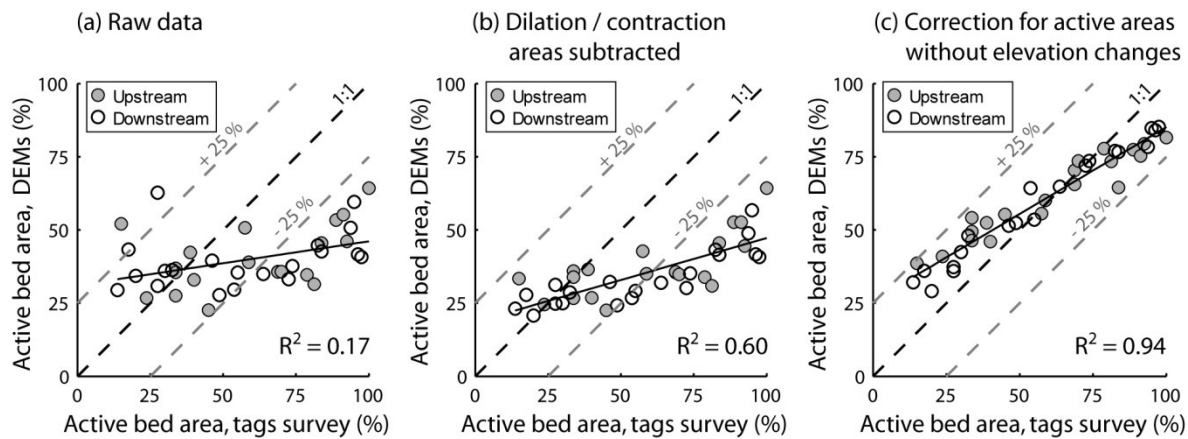 (a) Raw data
100
75
50
25
0
Active bed area, DEMs (%)
Upstream
Downstream
+ 25 %
1:1
- 25 %
R² = 0.17
25
50
75
100
Active bed area, tags survey (%)
(b) Dilation / contraction
areas subtracted
100
75
50
25
0
Active bed area, DEMs (%)
Upstream
Downstream
+ 25 %
1:1
- 25 %
R² = 0.60
25
50
75
100
Active bed area, tags survey (%)
(c) Correction for active areas
without elevation changes
100
75
50
25
0
Active bed area, DEMs (%)
Upstream
Downstream
+ 25 %
1:1
- 25 %
R² = 0.94
25
50
75
100
Active bed area, tags survey (%)